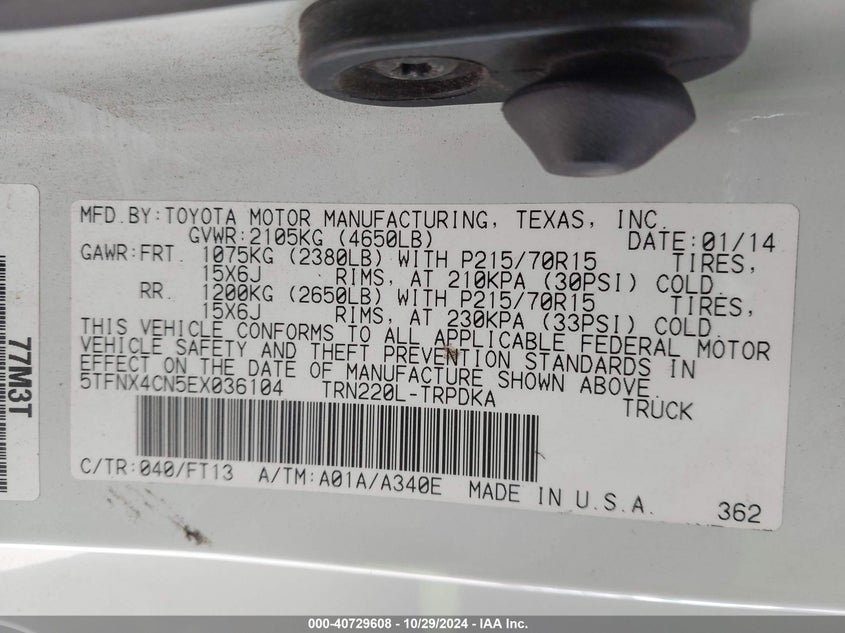 MFD.BY:TOYOTA MOTOR MANUFACTURING, TEXAS, INC.
GVWR:2105KG (4650LB) DATE:01/14
GAWR:FRT. 1075KG (2380LB) WITH P215/70R15 TIRES,
15X6J RIMS, AT 210KPA (30PSI) COLD
RR. 1200KG (2650LB) WITH P215/70R15 TIRES,
15X6J RIMS, AT 230KPA (33PSI) COLD
THIS VEHICLE CONFORMS TO ALL APPLICABLE FEDERAL MOTOR
VEHICLE SAFETY AND THEFT PREVENTION STANDARDS IN
EFFECT ON THE DATE OF MANUFACTURE SHOWN ABOVE.
5TFNX4CN5EX036104 TRN220L-TRPDKA TRUCK
C/TR:040/FT13 A/TM:A01A/A340E MADE IN U.S.A. 362
77M3T
000-40729608 - 10/29/2024 - IAA Inc.